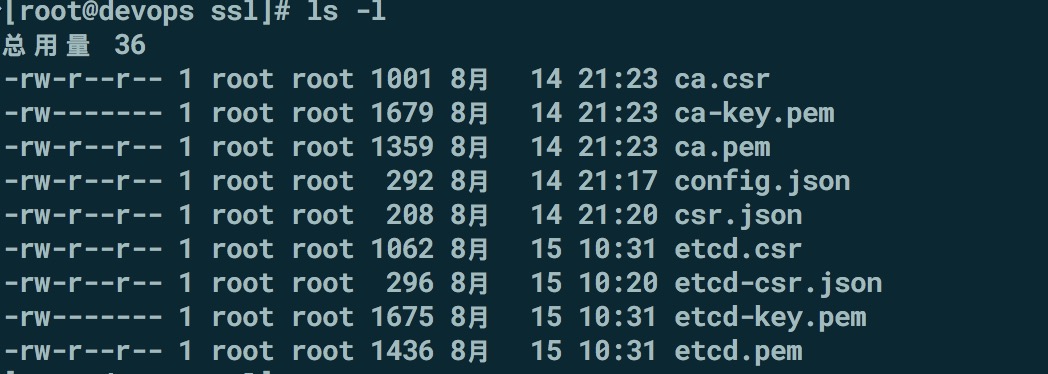 [root@devops ssl]# ls -l
总用量 36
-rw-r--r-- 1 root root 1001 8月   14 21:23 ca.csr
-rw------- 1 root root 1679 8月   14 21:23 ca-key.pem
-rw-r--r-- 1 root root 1359 8月   14 21:23 ca.pem
-rw-r--r-- 1 root root  292 8月   14 21:17 config.json
-rw-r--r-- 1 root root  208 8月   14 21:20 csr.json
-rw-r--r-- 1 root root 1062 8月   15 10:31 etcd.csr
-rw-r--r-- 1 root root  296 8月   15 10:20 etcd-csr.json
-rw------- 1 root root 1675 8月   15 10:31 etcd-key.pem
-rw-r--r-- 1 root root 1436 8月   15 10:31 etcd.pem